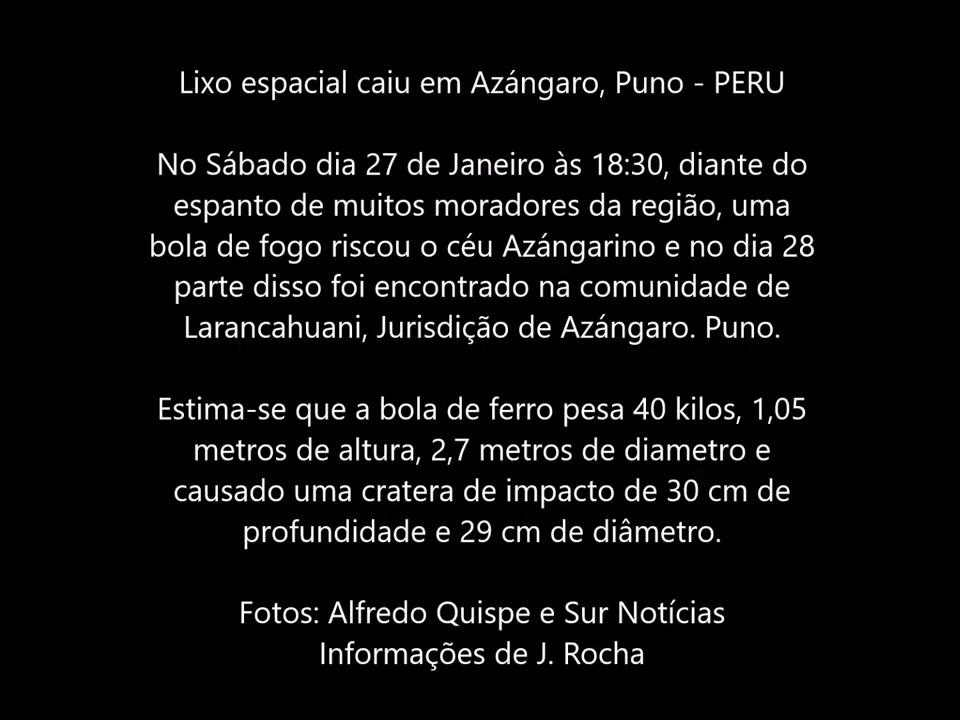 Lixo espacial caiu em Azángaro, Puno - PERU
No Sábado dia 27 de Janeiro às 18:30, diante do
espanto de muitos moradores da região, uma
bola de fogo riscou o céu Azángarino e no dia 28
parte disso foi encontrado na comunidade de
Larancahuani, Jurisdição de Azángaro. Puno.
Estima-se que a bola de ferro pesa 40 kilos, 1,05
metros de altura, 2,7 metros de diametro e
causado uma cratera de impacto de 30 cm de
profundidade e 29 cm de diâmetro.
Fotos: Alfredo Quispe e Sur Notícias
Informações de J. Rocha